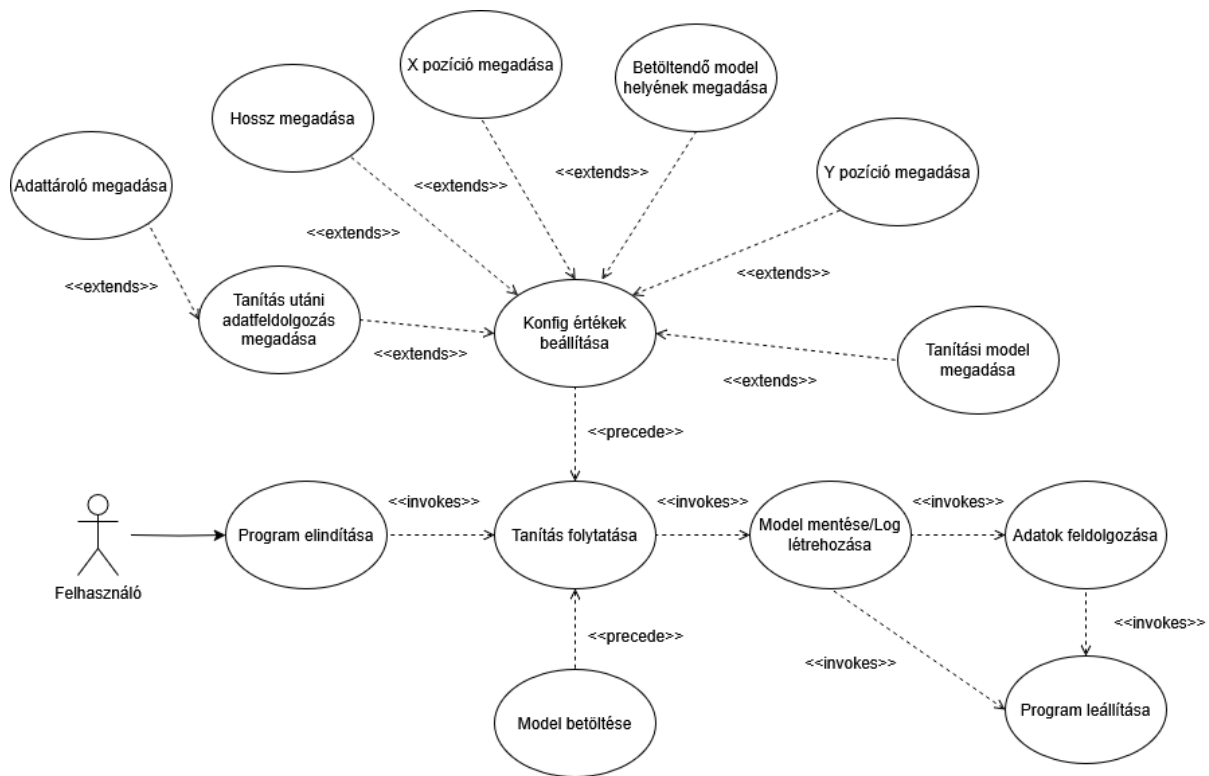 X pozíció megadása
Betöltendő model
helyének megadása
Hossz megadása
Adattároló megadása
Y pozíció megadása
<<extends>>
<<extends>>
<<extends>>
<<extends>>
<<extends>>
<<extends>>
Tanítás utáni
adatfeldolgozás
megadása
Konfig értékek
beállítása
<<extends>>
Tanítási model
megadása
<<precede>>
<<invokes>>
<<invokes>>
<<invokes>>
Program elindítása
Tanítás folytatása
Model mentése/Log
létrehozása
Adatok feldolgozása
Felhasználó
<<precede>>
<<invokes>>
<<invokes>>
Model betöltése
Program leállítása